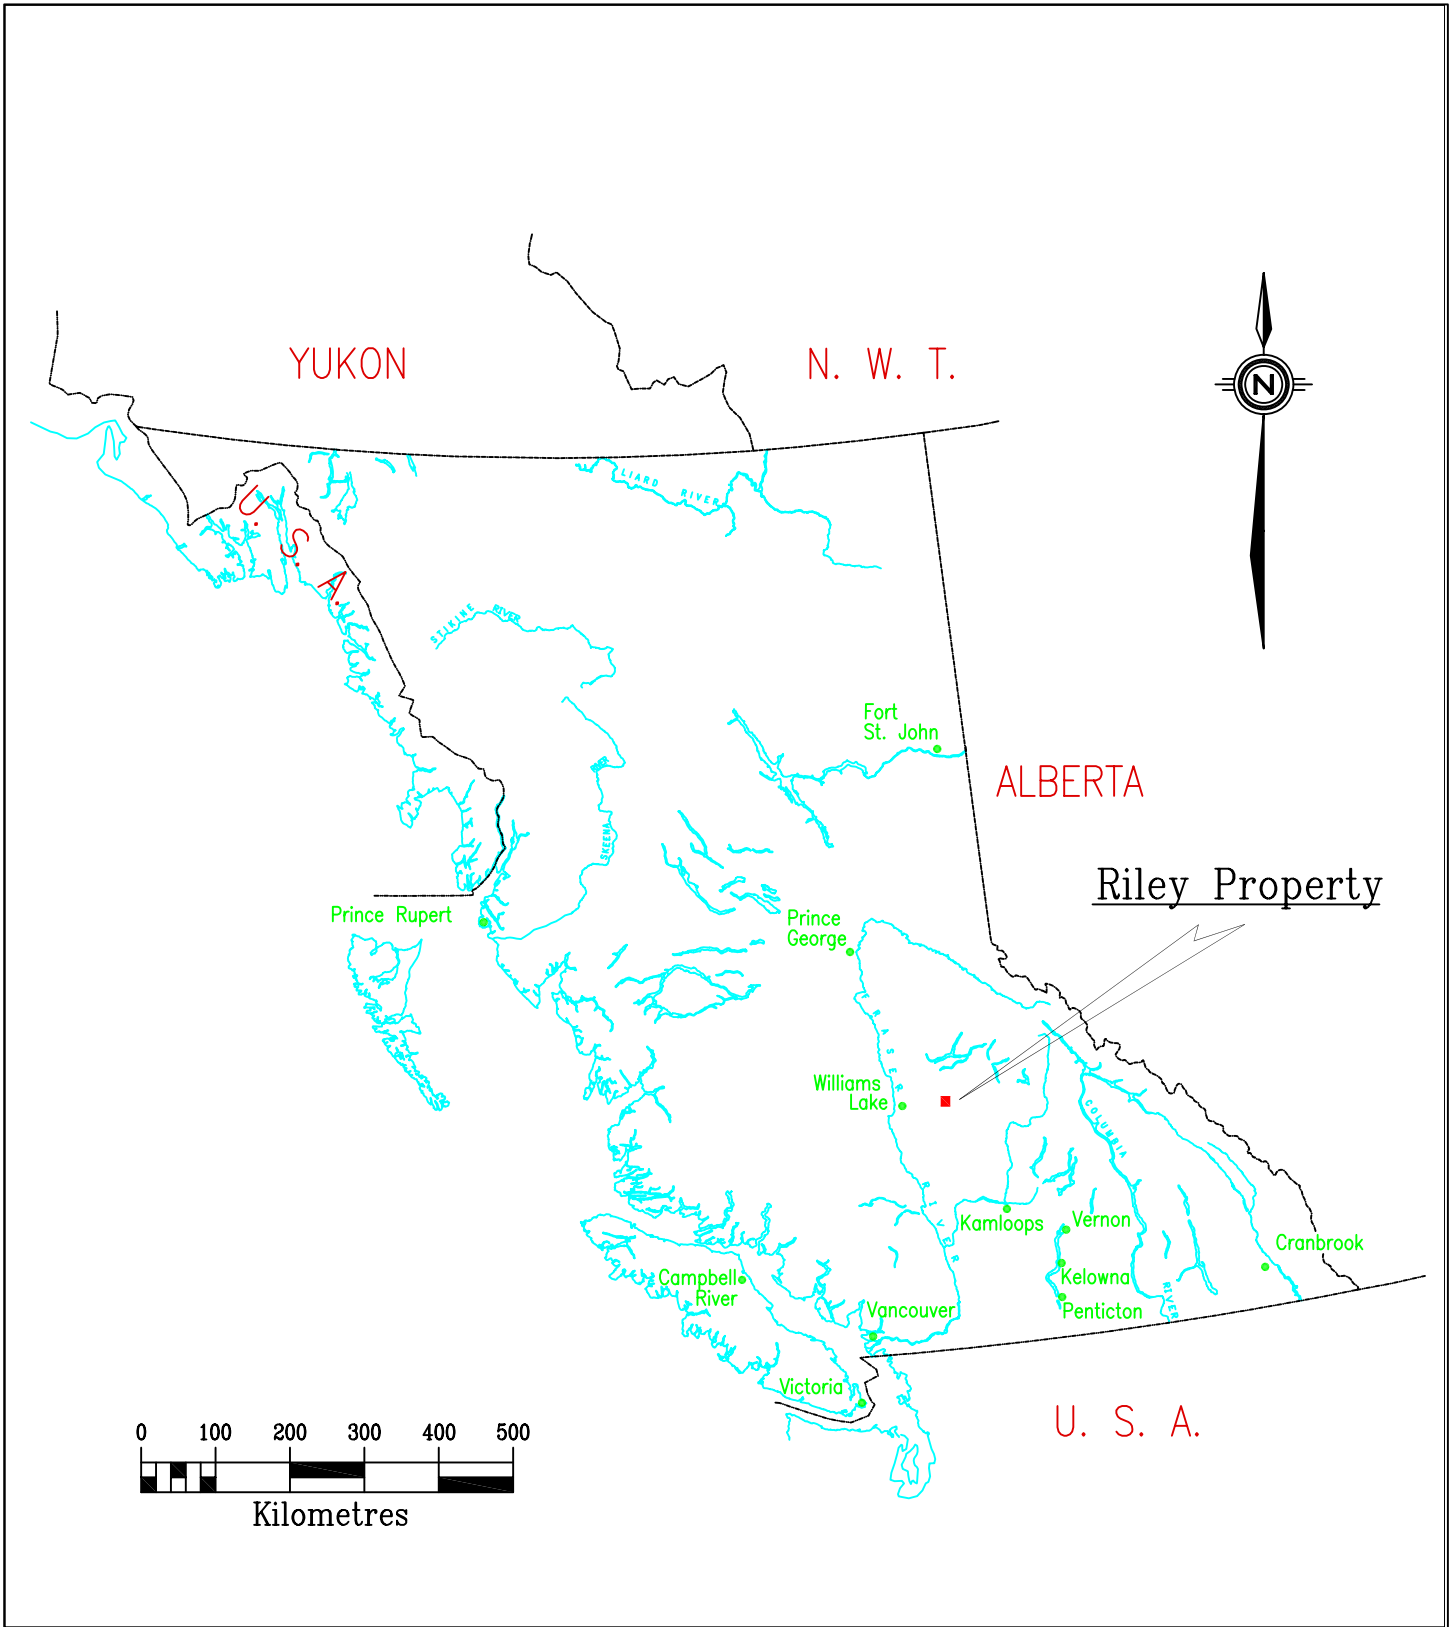 YUKON
N. W. T.
N
U. S. A.
LIARD RIVER
STIKINE RIVER
Fort
St. John
ALBERTA
SKEENA
Riley Property
Prince Rupert
Prince
George
FRASER RIVER
Williams
Lake
COLUMBIA RIVER
Kamloops
Vernon
Cranbrook
Kelowna
Campbell
River
Penticton
Vancouver
Victoria
U. S. A.
0 100 200 300 400 500
Kilometres